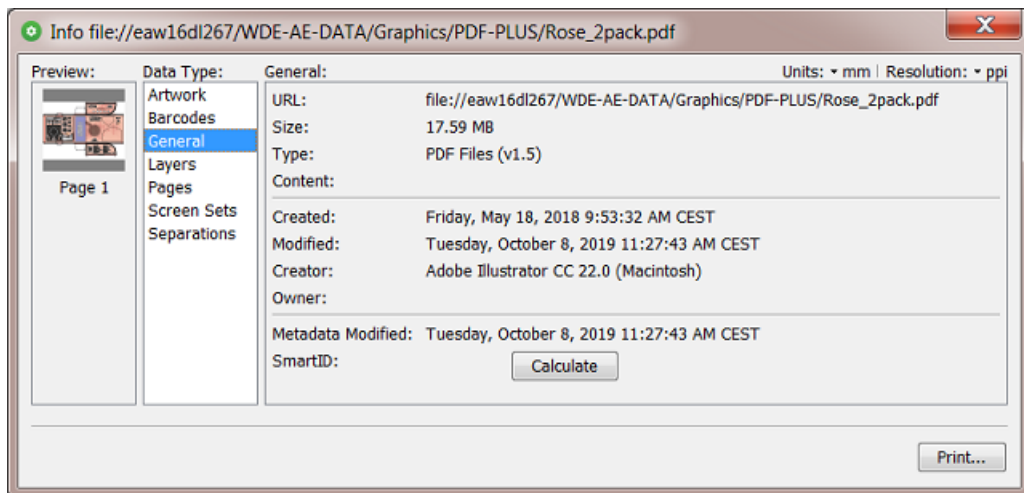 Info file://eaw16dl267/WDE-AE-DATA/Graphics/PDF-PLUS/Rose_2pack.pdf
Preview: Data Type: General: Units: mm | Resolution: ppi
Page 1
Artwork
Barcodes
General
Layers
Pages
Screen Sets
Separations
URL: file://eaw16dl267/WDE-AE-DATA/Graphics/PDF-PLUS/Rose_2pack.pdf
Size: 17.59 MB
Type: PDF Files (v1.5)
Content:
Created: Friday, May 18, 2018 9:53:32 AM CEST
Modified: Tuesday, October 8, 2019 11:27:43 AM CEST
Creator: Adobe Illustrator CC 22.0 (Macintosh)
Owner:
Metadata Modified: Tuesday, October 8, 2019 11:27:43 AM CEST
SmartID: Calculate
Print...